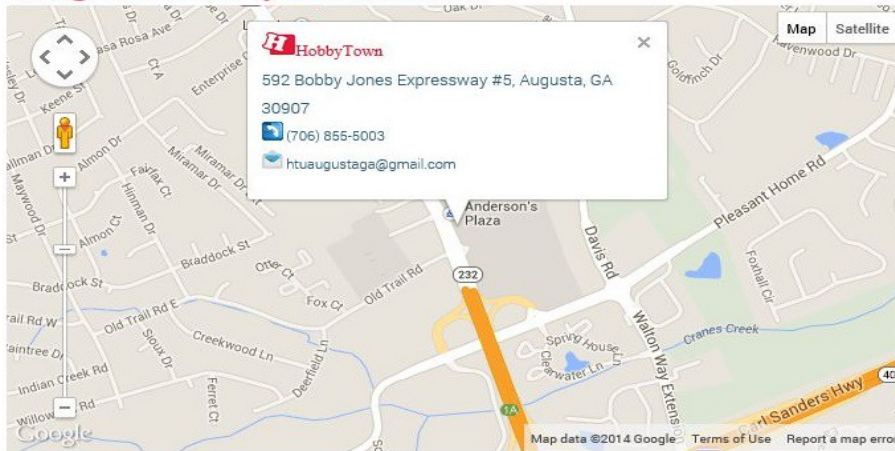 Oak Dr
Map
Satellite
HobbyTown
592 Bobby Jones Expressway #5, Augusta, GA
30907
(706) 855-5003
htuaugustaga@gmail.com
asa Rosa Ave
Ct A
Enterprise C
Keene St
Almon Dr
Maywood Dr
Fairfax Ct
Miramar Dr
Miramar Dr
Hinman Dr
Almon Ct
Braddock St
Braddock St
Goldfinch Dr
Ravenwood Dr
Anderson's
Plaza
Pleasant Home Rd
Davis Rd
Foxhall Cir
232
Otter Ct
Fox Ct
Old Trail Rd
Old Trail Rd E
rail Rd W
Creekwood Ln
Sioux Dr
Deerfield Ln
Indian Creek Rd
Ferret Ct
Spring House Ln
Clearwater Ln
Cranes Creek
Walton Way Extension
Carl Sanders Hwy
1A
Google
Map data ©2014 Google
Terms of Use
Report a map error